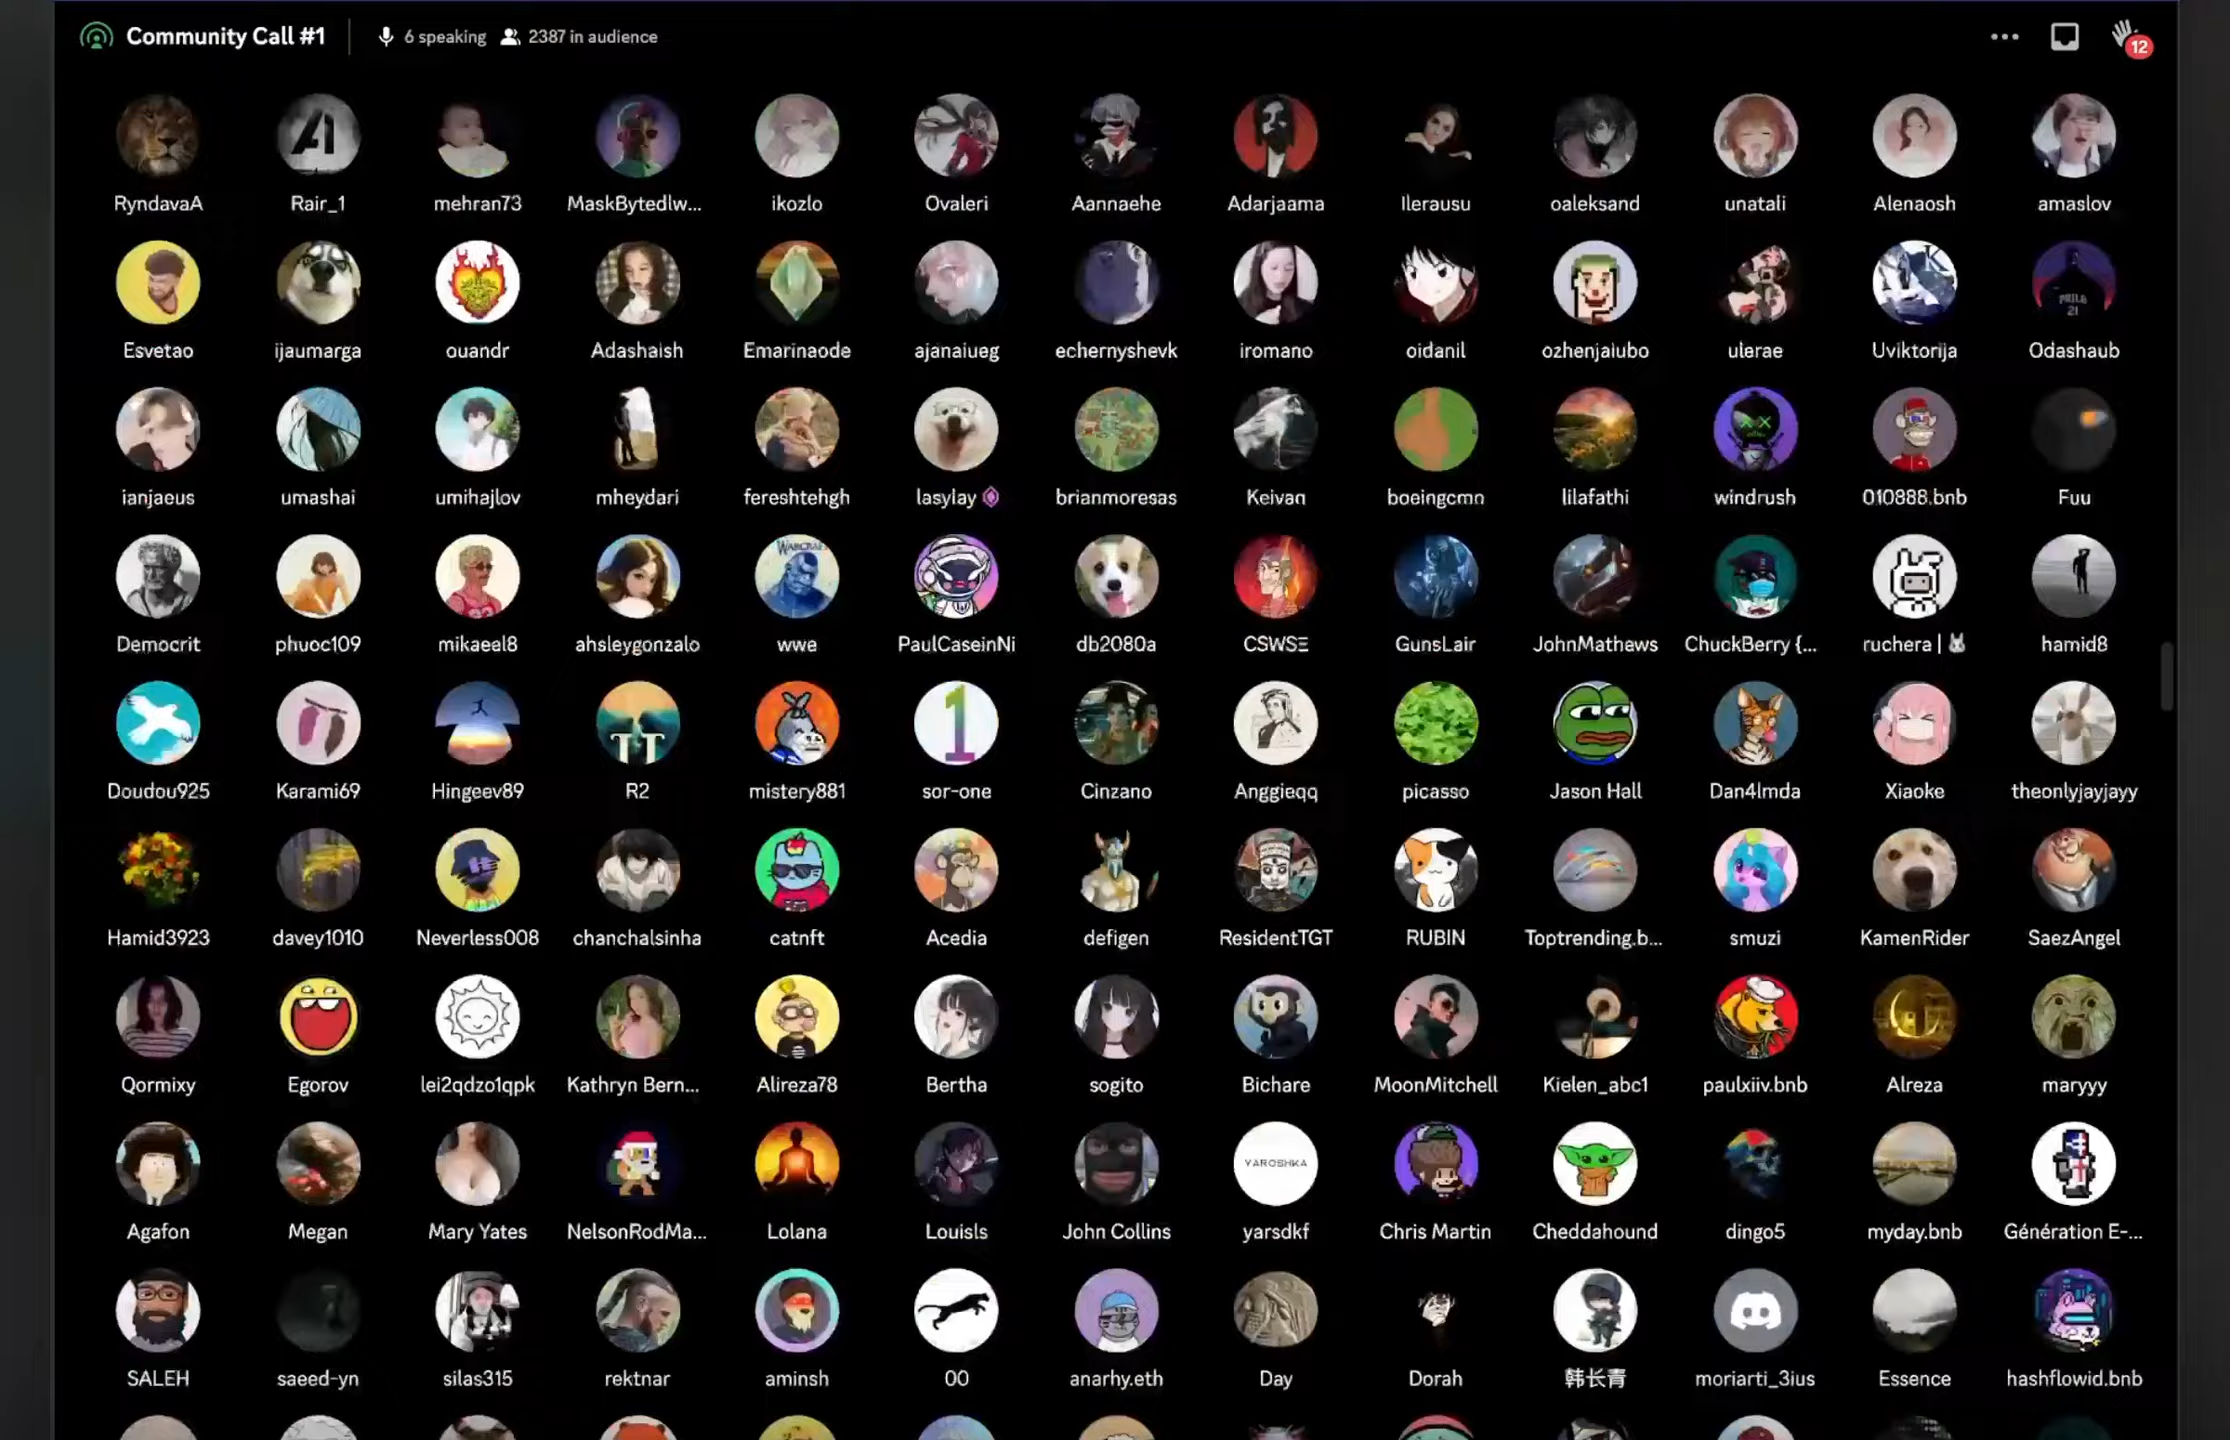 Community Call #1 6 speaking 2387 in audience 12
RyndavaA Rair_1 mehran73 MaskBytedlw... ikozlo Ovaleri Aannaehe Adarjaama Ilerausu oaleksand unatali Alenaosh amaslov
PHILA
21
Esvetao ijaumarga ouandr Adashaish Emarinaode ajanaiueg echernyshevk iromano oidanil ozhenjaiubo ulerae Uviktorija Odashaub
ianjaeus umashai umihajlov mheydari fereshtehgh lasylay brianmoresas Keivan boeingcmn lilafathi windrush 010888.bnb Fuu
Democrit phuoc109 mikaeel8 ahsleygonzalo wwe PaulCaseinNi db2080a CSWSΞ GunsLair JohnMathews ChuckBerry {... ruchera | 🐰 hamid8
1
Doudou925 Karami69 Hingeev89 R2 mistery881 sor-one Cinzano Anggieqq picasso Jason Hall Dan4lmda Xiaoke theonlyjayjayy
Hamid3923 davey1010 Neverless008 chanchalsinha catnft Acedia defigen ResidentTGT RUBIN Toptrending.b... smuzi KamenRider SaezAngel
Qormixy Egorov lei2qdzo1qpk Kathryn Bern... Alireza78 Bertha sogito Bichare MoonMitchell Kielen_abc1 paulxiiv.bnb Alreza maryyy
YAROSHKA
Agafon Megan Mary Yates NelsonRodMa... Lolana Louisls John Collins yarsdkf Chris Martin Cheddahound dingo5 myday.bnb Génération E-...
SALEH saeed-yn silas315 rektnar aminsh 00 anarhy.eth Day Dorah 韩长青 moriarti_3ius Essence hashflowid.bnb